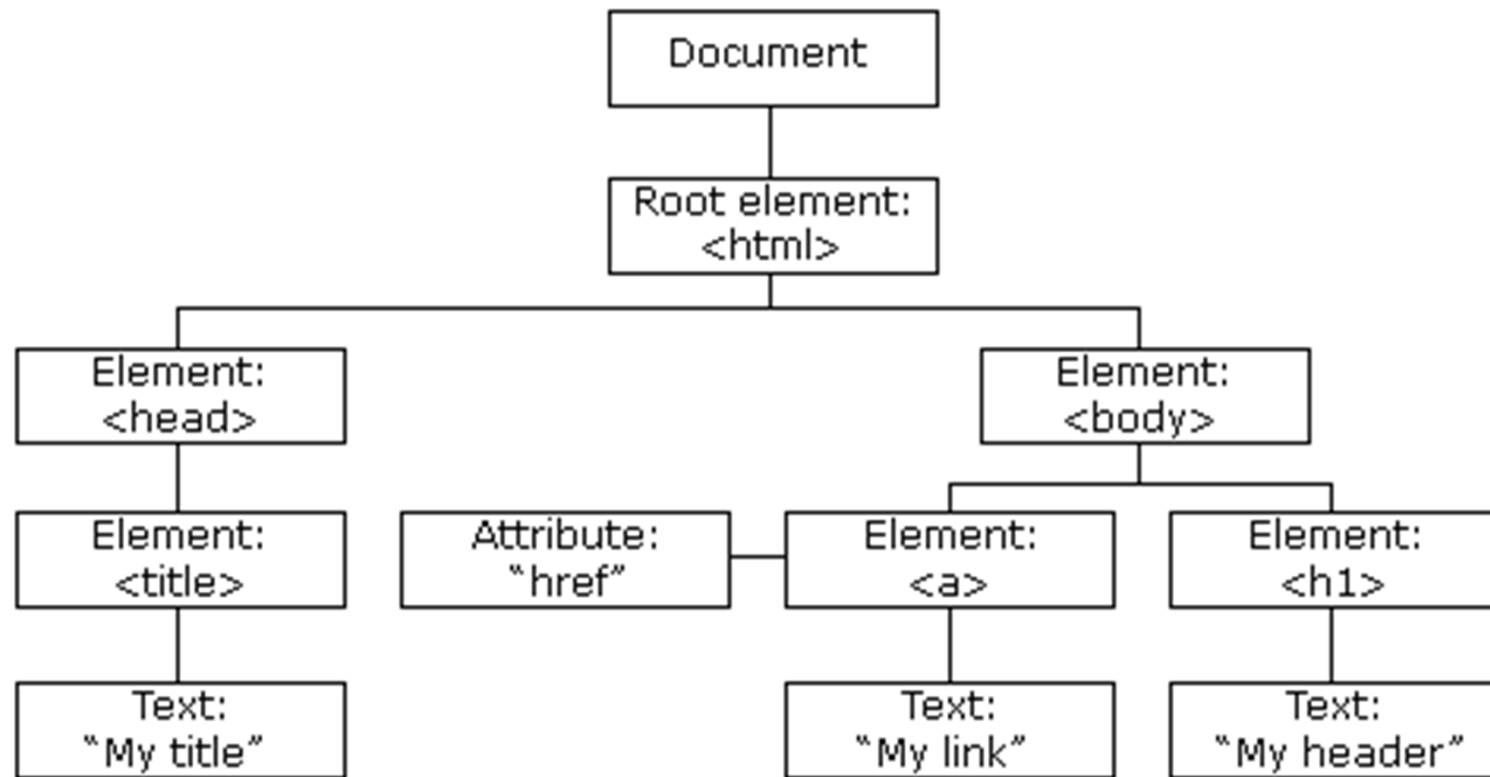 Document
Root element:
<html>
Element:
<head>
Element:
<body>
Element:
<title>
Attribute:
“href”
Element:
<a>
Element:
<h1>
Text:
“My title”
Text:
“My link”
Text:
“My header”